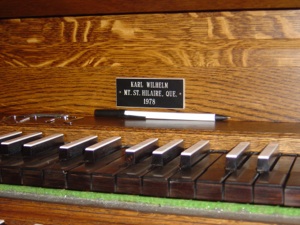 KARL WILHELM
- MT. ST. HILAIRE, QUE. -
1978